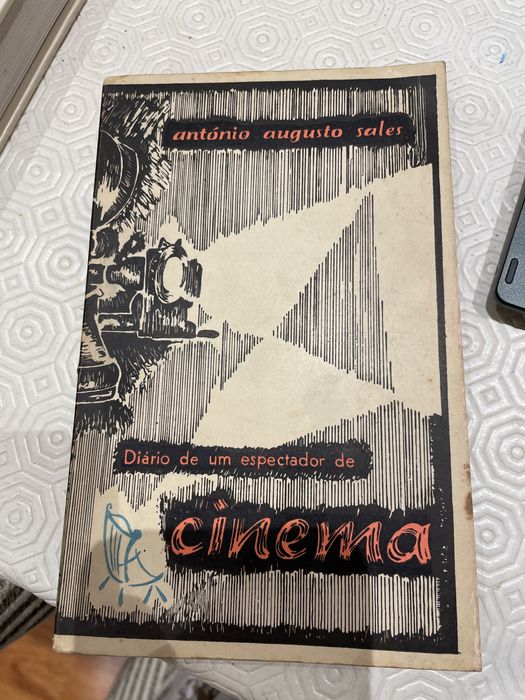 antónio augusto sales
Diário de um espectador de
cinema